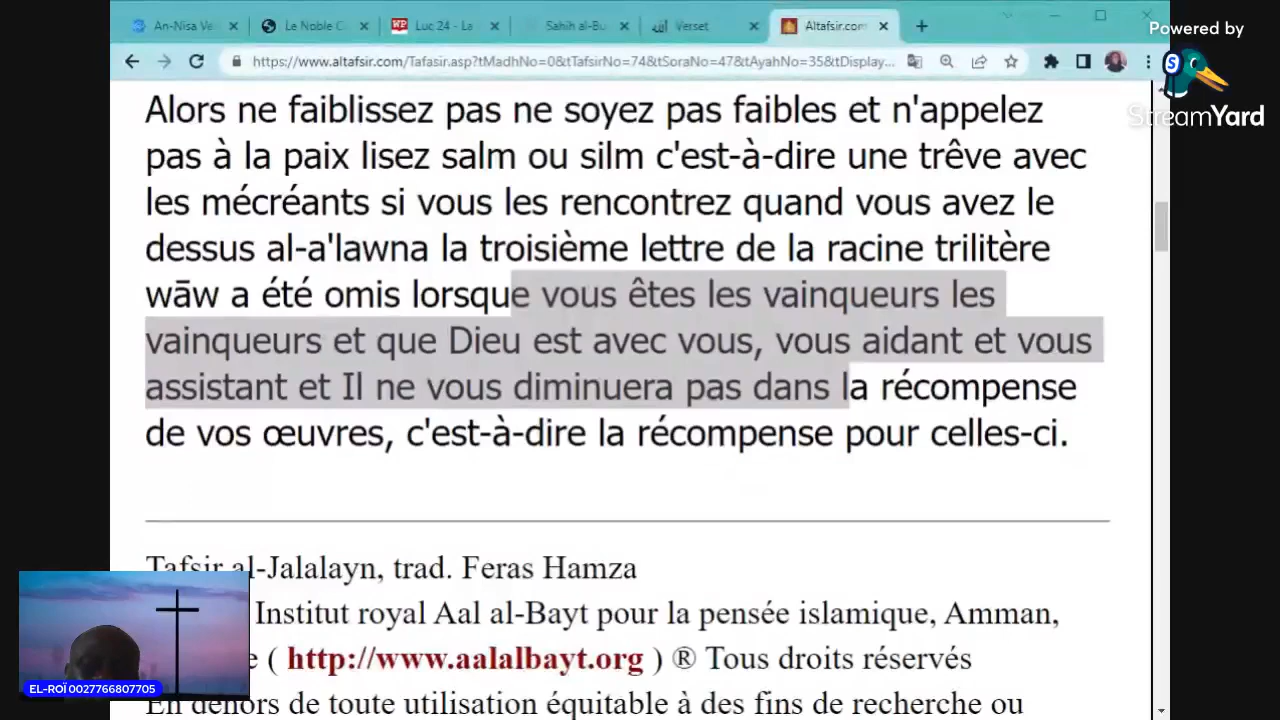 An-Nisa Ve
Le Noble C
Luc 24 - La
Sahih al-Bu
Verset
Altafsir.com
Powered by
https://www.altafsir.com/Tafasir.asp?tMadhNo=0&tTafsirNo=74&tSoraNo=47&tAyahNo=35&tDisplay...
StreamYard
Alors ne faiblissez pas ne soyez pas faibles et n'appelez
pas à la paix lisez salm ou silm c'est-à-dire une trêve avec
les mécréants si vous les rencontrez quand vous avez le
dessus al-a'lawna la troisième lettre de la racine trilitère
wāw a été omis lorsque vous êtes les vainqueurs les
vainqueurs et que Dieu est avec vous, vous aidant et vous
assistant et Il ne vous diminuera pas dans la récompense
de vos œuvres, c'est-à-dire la récompense pour celles-ci.
Tafsir al-Jalalayn, trad. Feras Hamza
Institut royal Aal al-Bayt pour la pensée islamique, Amman,
e ( http://www.aalalbayt.org ) ® Tous droits réservés
En dehors de toute utilisation équitable à des fins de recherche ou
EL-ROÏ 0027766807705